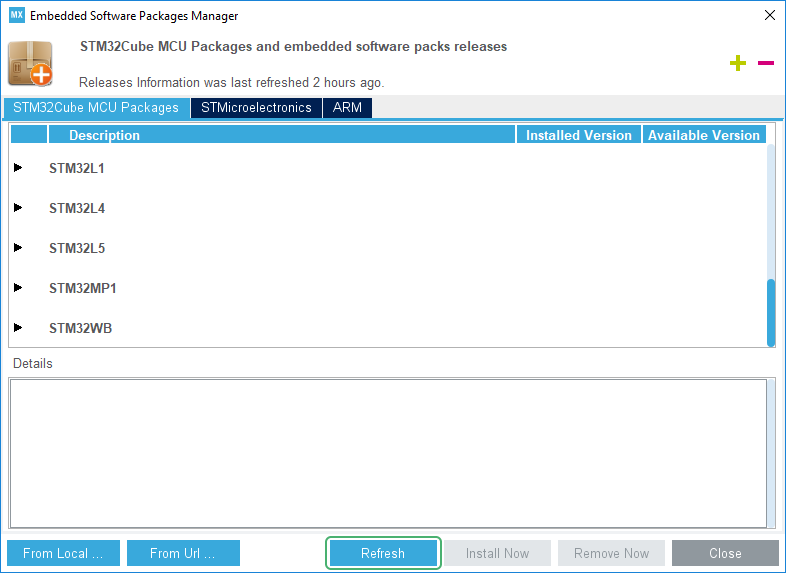 MX Embedded Software Packages Manager
STM32Cube MCU Packages and embedded software packs releases
Releases Information was last refreshed 2 hours ago.
STM32Cube MCU Packages STMicroelectronics ARM
Description Installed Version Available Version
STM32L1
STM32L4
STM32L5
STM32MP1
STM32WB
Details
From Local ... From Url ... Refresh Install Now Remove Now Close